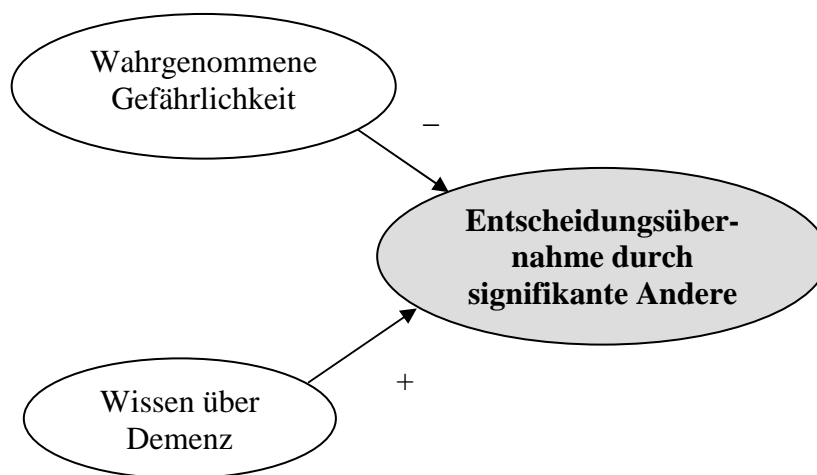 Wahrgenommene
Gefährlichkeit
–
Entscheidungsüber-
nahme durch
signifikante Andere
+
Wissen über
Demenz